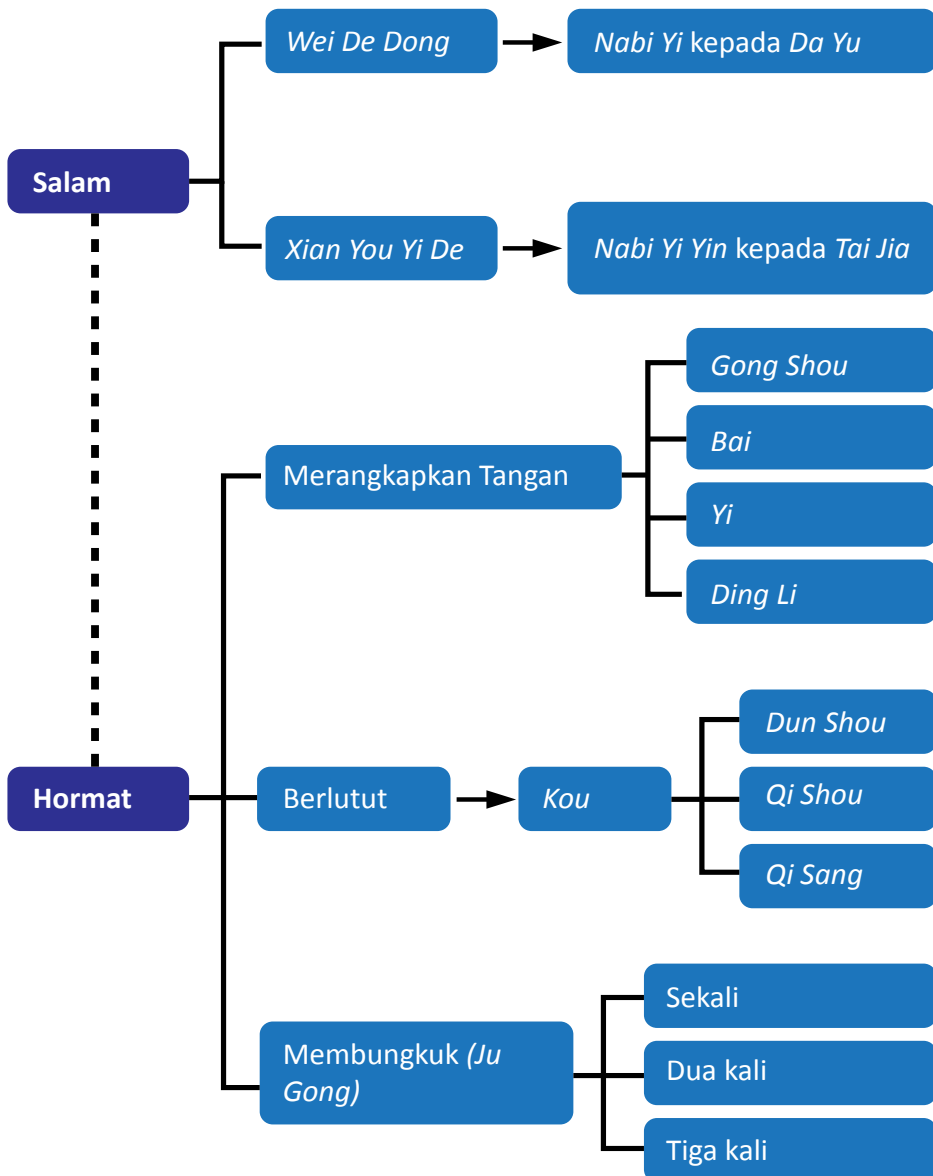 Salam
Wei De Dong
Nabi Yi kepada Da Yu
Xian You Yi De
Nabi Yi Yin kepada Tai Jia
Hormat
Merangkapkan Tangan
Gong Shou
Bai
Yi
Ding Li
Berlutut
Kou
Dun Shou
Qi Shou
Qi Sang
Membungkuk (Ju
Gong)
Sekali
Dua kali
Tiga kali